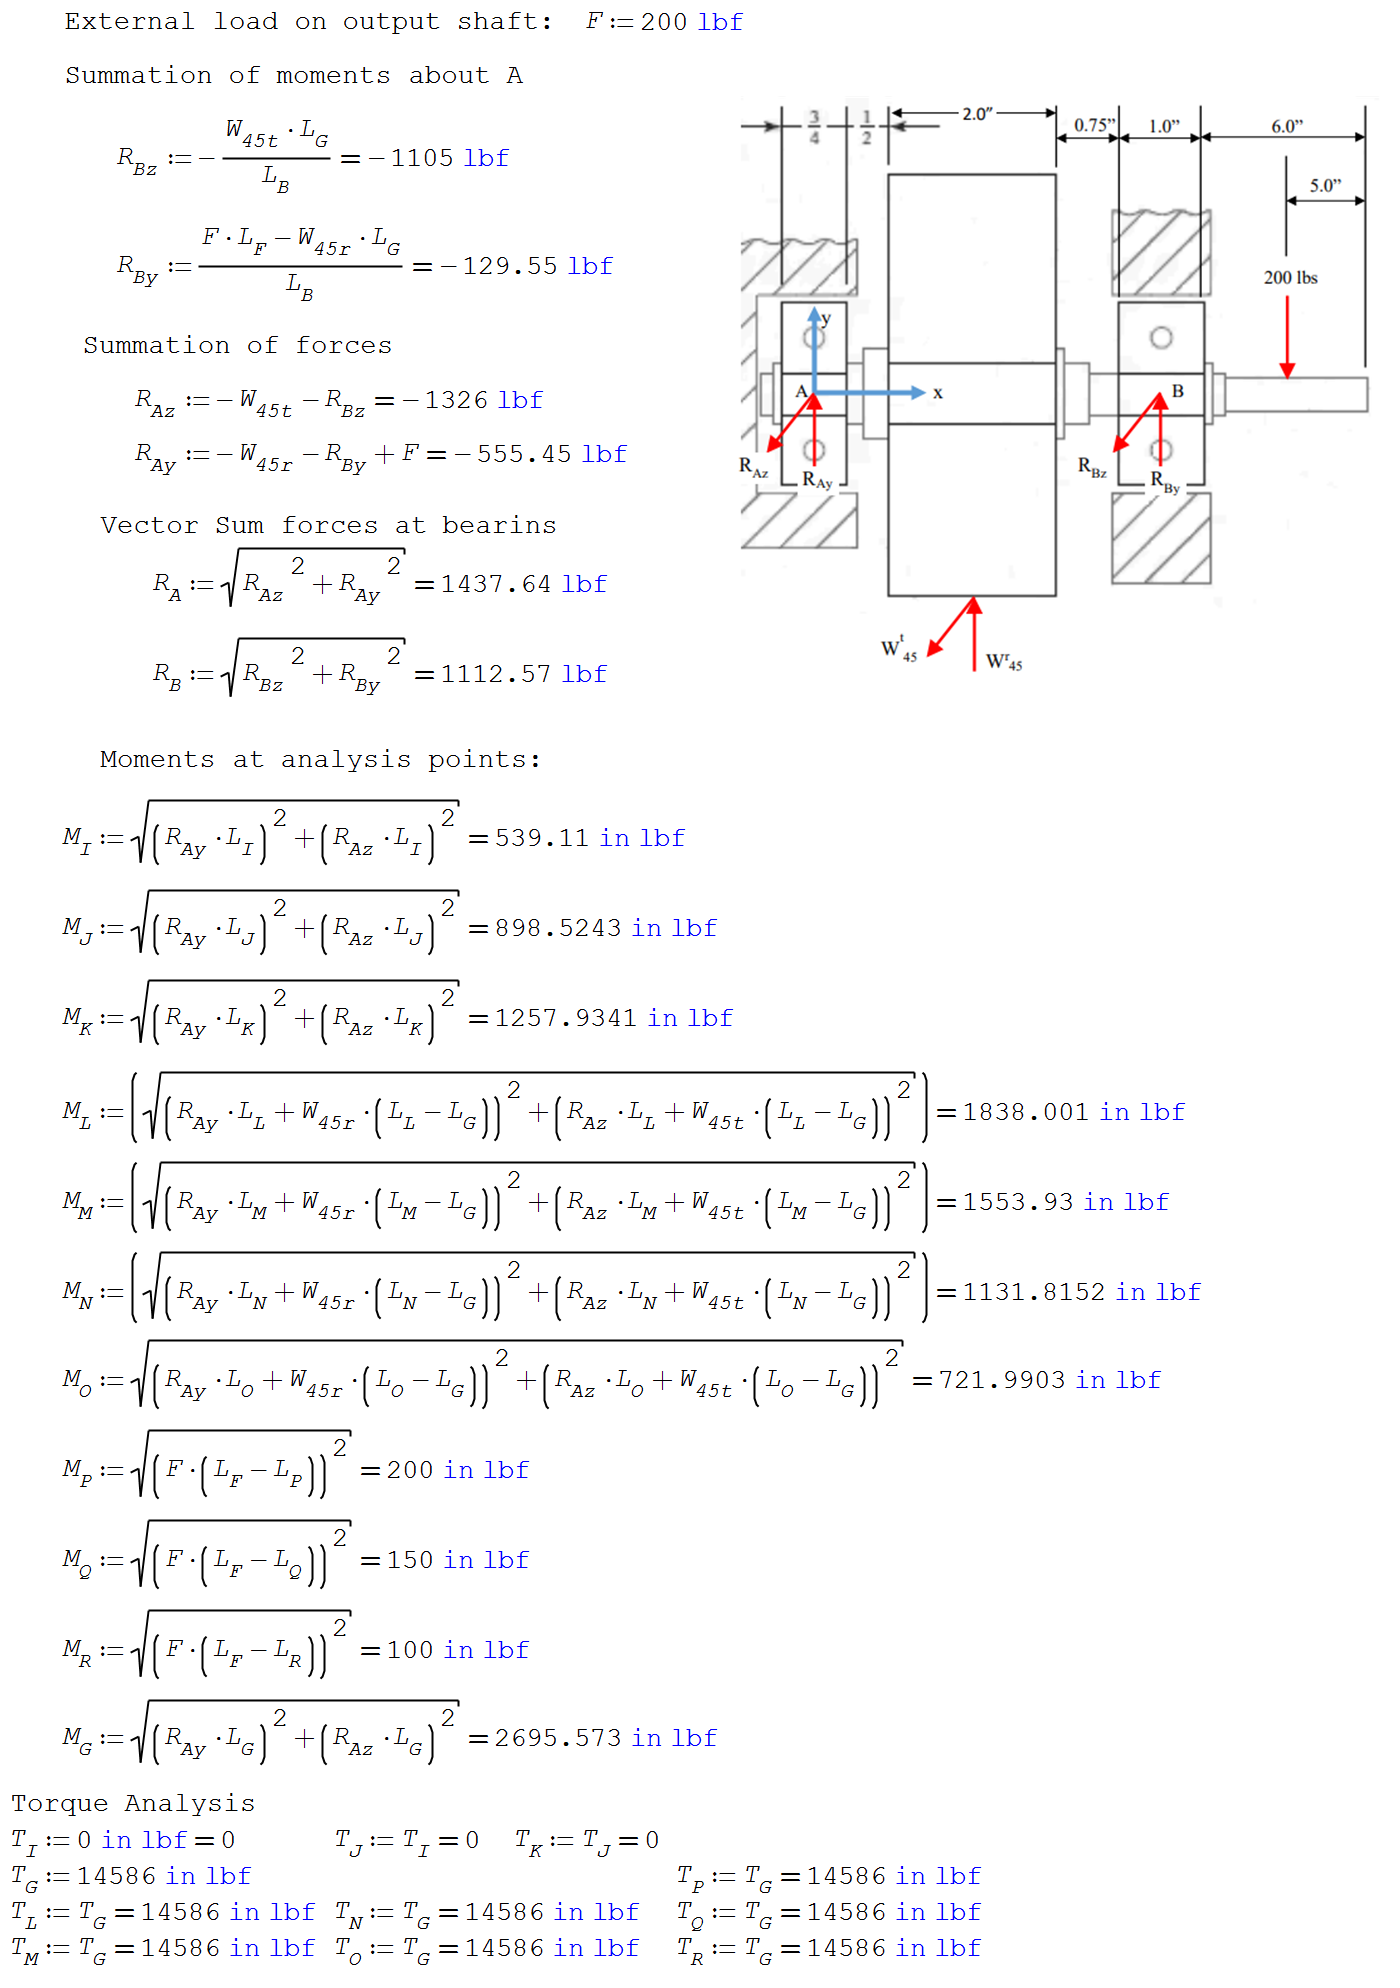 External load on output shaft: F:=200 lbf
Summation of moments about A
R_Bz := - (W_45t · L_G) / L_B = -1105 lbf
R_By := (F · L_F - W_45r · L_G) / L_B = -129.55 lbf
Summation of forces
R_Az := -W_45t - R_Bz = -1326 lbf
R_Ay := -W_45r - R_By + F = -555.45 lbf
Vector Sum forces at bearins
R_A := √(R_Az^2 + R_Ay^2) = 1437.64 lbf
R_B := √(R_Bz^2 + R_By^2) = 1112.57 lbf
3/4
1/2
2.0”
0.75”
1.0”
6.0”
5.0”
200 lbs
y
A
x
B
R_Az
R_Ay
R_Bz
R_By
W^t_45
W^r_45
Moments at analysis points:
M_I := √((R_Ay · L_I)^2 + (R_Az · L_I)^2) = 539.11 in lbf
M_J := √((R_Ay · L_J)^2 + (R_Az · L_J)^2) = 898.5243 in lbf
M_K := √((R_Ay · L_K)^2 + (R_Az · L_K)^2) = 1257.9341 in lbf
M_L := (√((R_Ay · L_L + W_45r · (L_L - L_G))^2 + (R_Az · L_L + W_45t · (L_L - L_G))^2)) = 1838.001 in lbf
M_M := (√((R_Ay · L_M + W_45r · (L_M - L_G))^2 + (R_Az · L_M + W_45t · (L_M - L_G))^2)) = 1553.93 in lbf
M_N := (√((R_Ay · L_N + W_45r · (L_N - L_G))^2 + (R_Az · L_N + W_45t · (L_N - L_G))^2)) = 1131.8152 in lbf
M_O := √((R_Ay · L_O + W_45r · (L_O - L_G))^2 + (R_Az · L_O + W_45t · (L_O - L_G))^2) = 721.9903 in lbf
M_P := √((F · (L_F - L_P))^2) = 200 in lbf
M_Q := √((F · (L_F - L_Q))^2) = 150 in lbf
M_R := √((F · (L_F - L_R))^2) = 100 in lbf
M_G := √((R_Ay · L_G)^2 + (R_Az · L_G)^2) = 2695.573 in lbf
Torque Analysis
T_I := 0 in lbf = 0 T_J := T_I = 0 T_K := T_J = 0
T_G := 14586 in lbf T_P := T_G = 14586 in lbf
T_L := T_G = 14586 in lbf T_N := T_G = 14586 in lbf T_Q := T_G = 14586 in lbf
T_M := T_G = 14586 in lbf T_O := T_G = 14586 in lbf T_R := T_G = 14586 in lbf